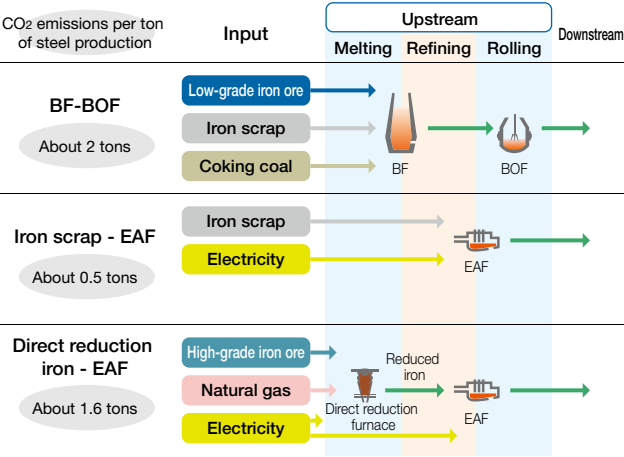 CO2 emissions per ton
of steel production
Input
Upstream
Melting Refining Rolling
Downstream
BF-BOF
About 2 tons
Low-grade iron ore
Iron scrap
Coking coal
BF
BOF
Iron scrap - EAF
About 0.5 tons
Iron scrap
Electricity
EAF
Direct reduction
iron - EAF
About 1.6 tons
High-grade iron ore
Natural gas
Electricity
Direct reduction
furnace
Reduced
iron
EAF